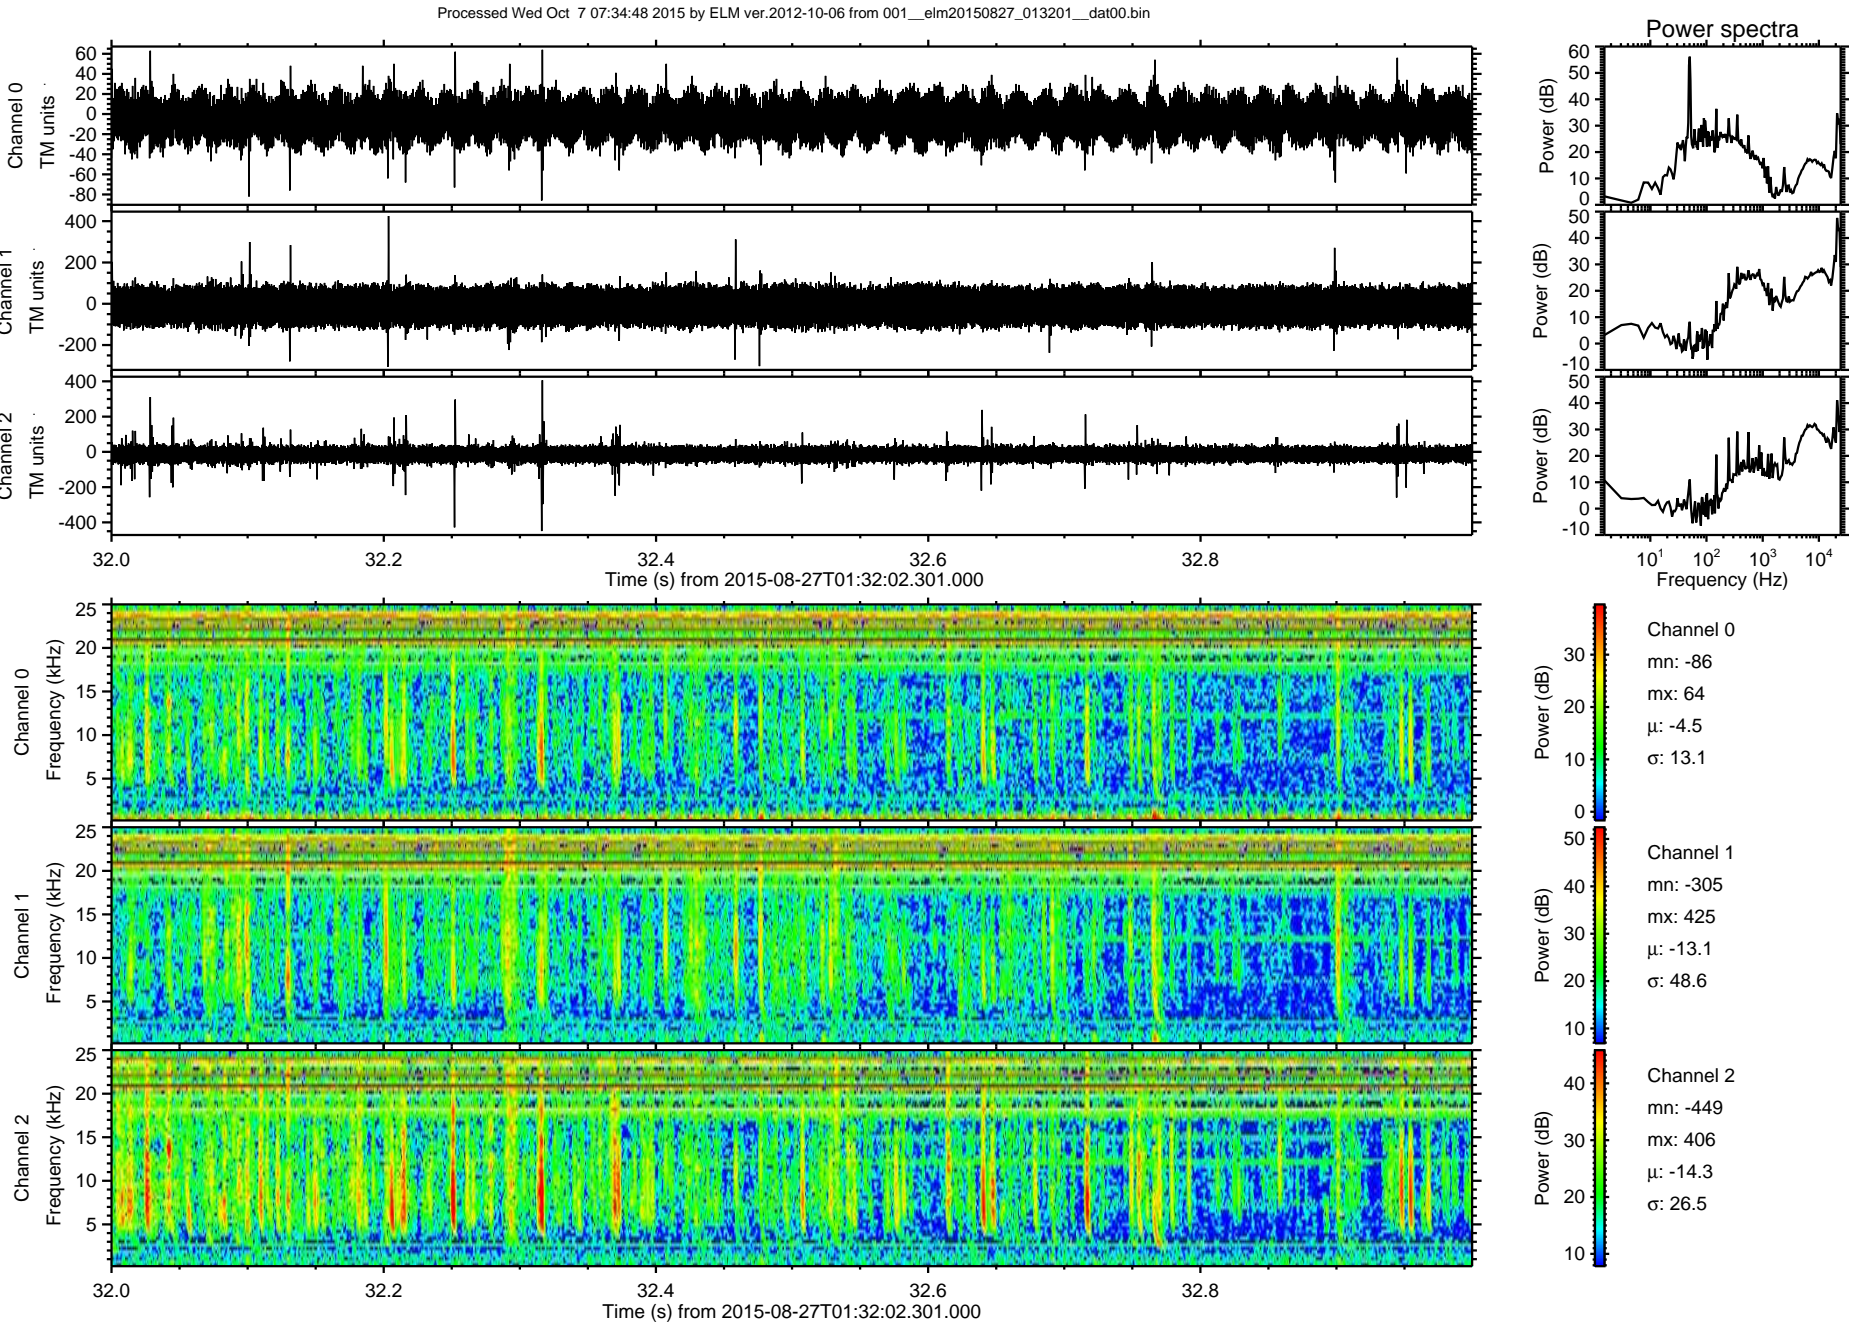 Processed Wed Oct  7 07:34:48 2015 by ELM ver.2012-10-06 from 001__elm20150827_013201__dat00.bin
Power spectra
Channel 0
TM units
60
40
20
0
-20
-40
-60
-80
Power (dB)
60
50
40
30
20
10
0
Channel 1
TM units
400
200
0
-200
Power (dB)
50
40
30
20
10
0
-10
Channel 2
TM units
400
200
0
-200
-400
Power (dB)
50
40
30
20
10
0
-10
32.0 32.2 32.4 32.6 32.8
Time (s) from 2015-08-27T01:32:02.301.000
10^1 10^2 10^3 10^4
Frequency (Hz)
Channel 0
Frequency (kHz)
25
20
15
10
5
Power (dB)
30
20
10
0
Channel 0
mn: -86
mx: 64
μ: -4.5
σ: 13.1
Channel 1
Frequency (kHz)
25
20
15
10
5
Power (dB)
50
40
30
20
10
Channel 1
mn: -305
mx: 425
μ: -13.1
σ: 48.6
Channel 2
Frequency (kHz)
25
20
15
10
5
Power (dB)
40
30
20
10
Channel 2
mn: -449
mx: 406
μ: -14.3
σ: 26.5
32.0 32.2 32.4 32.6 32.8
Time (s) from 2015-08-27T01:32:02.301.000